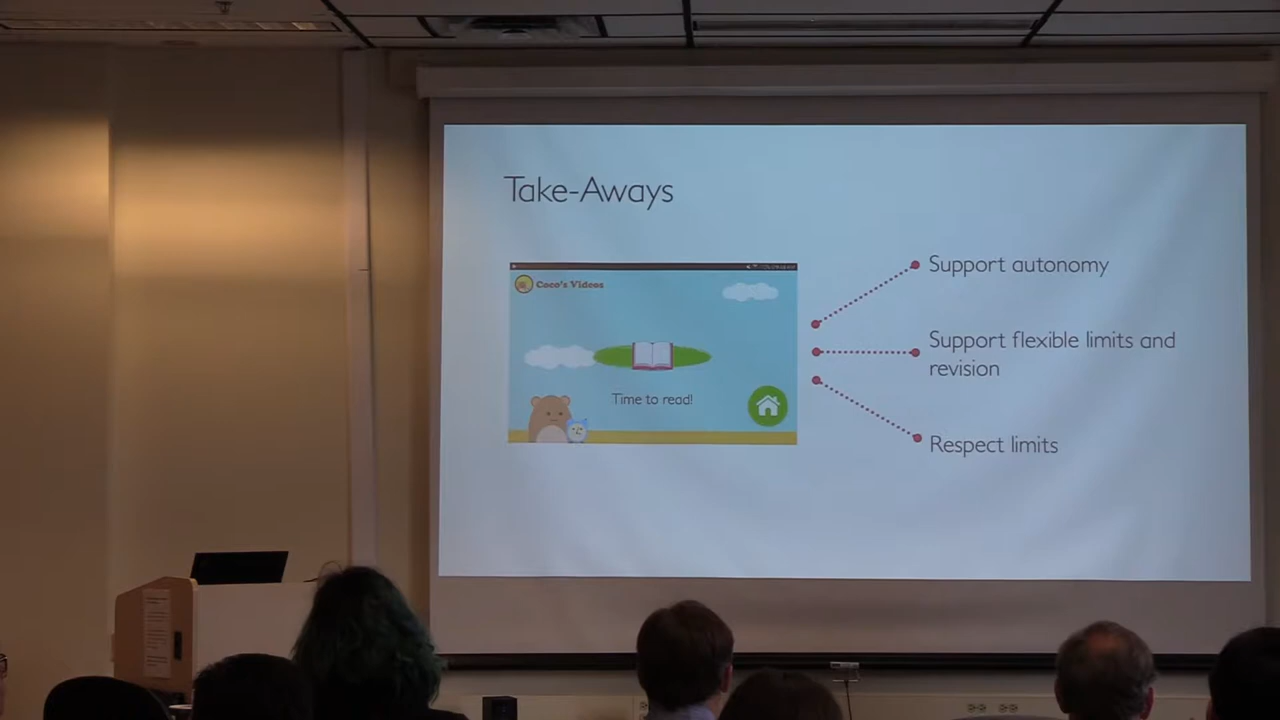 Take-Aways
Coco's Videos
Time to read!
Support autonomy
Support flexible limits and
revision
Respect limits